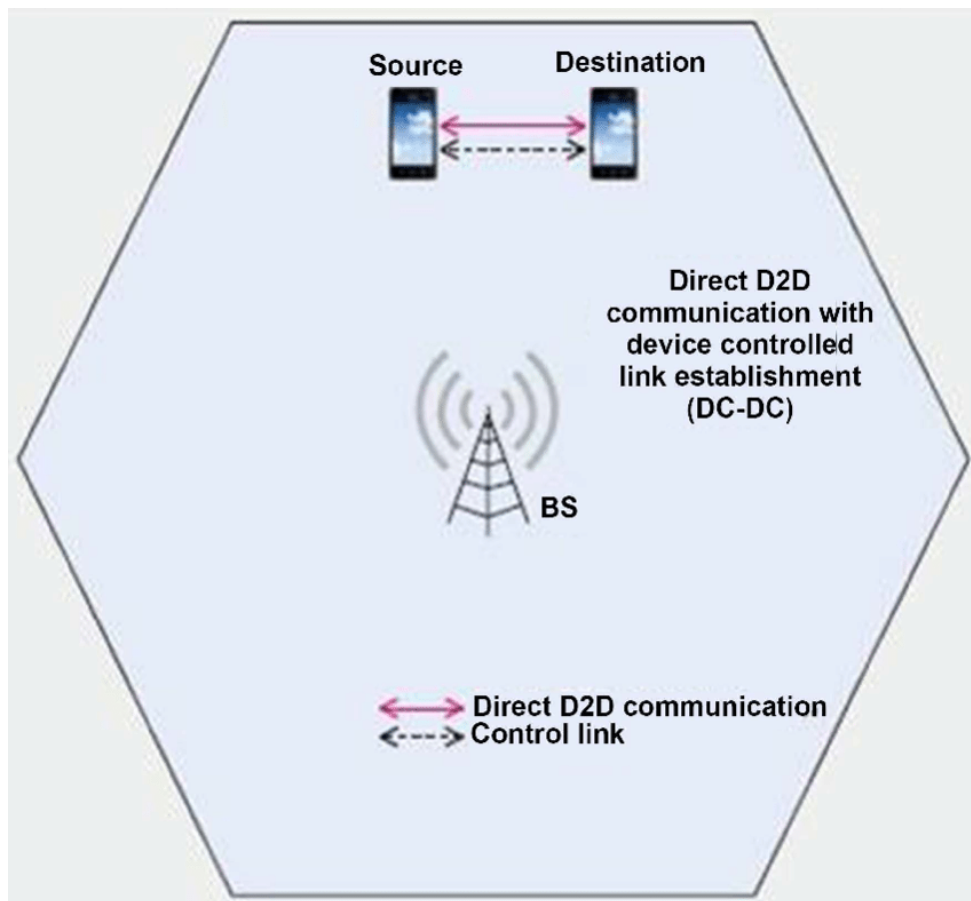 Source
Destination
Direct D2D
communication with
device controlled
link establishment
(DC-DC)
BS
Direct D2D communication
Control link